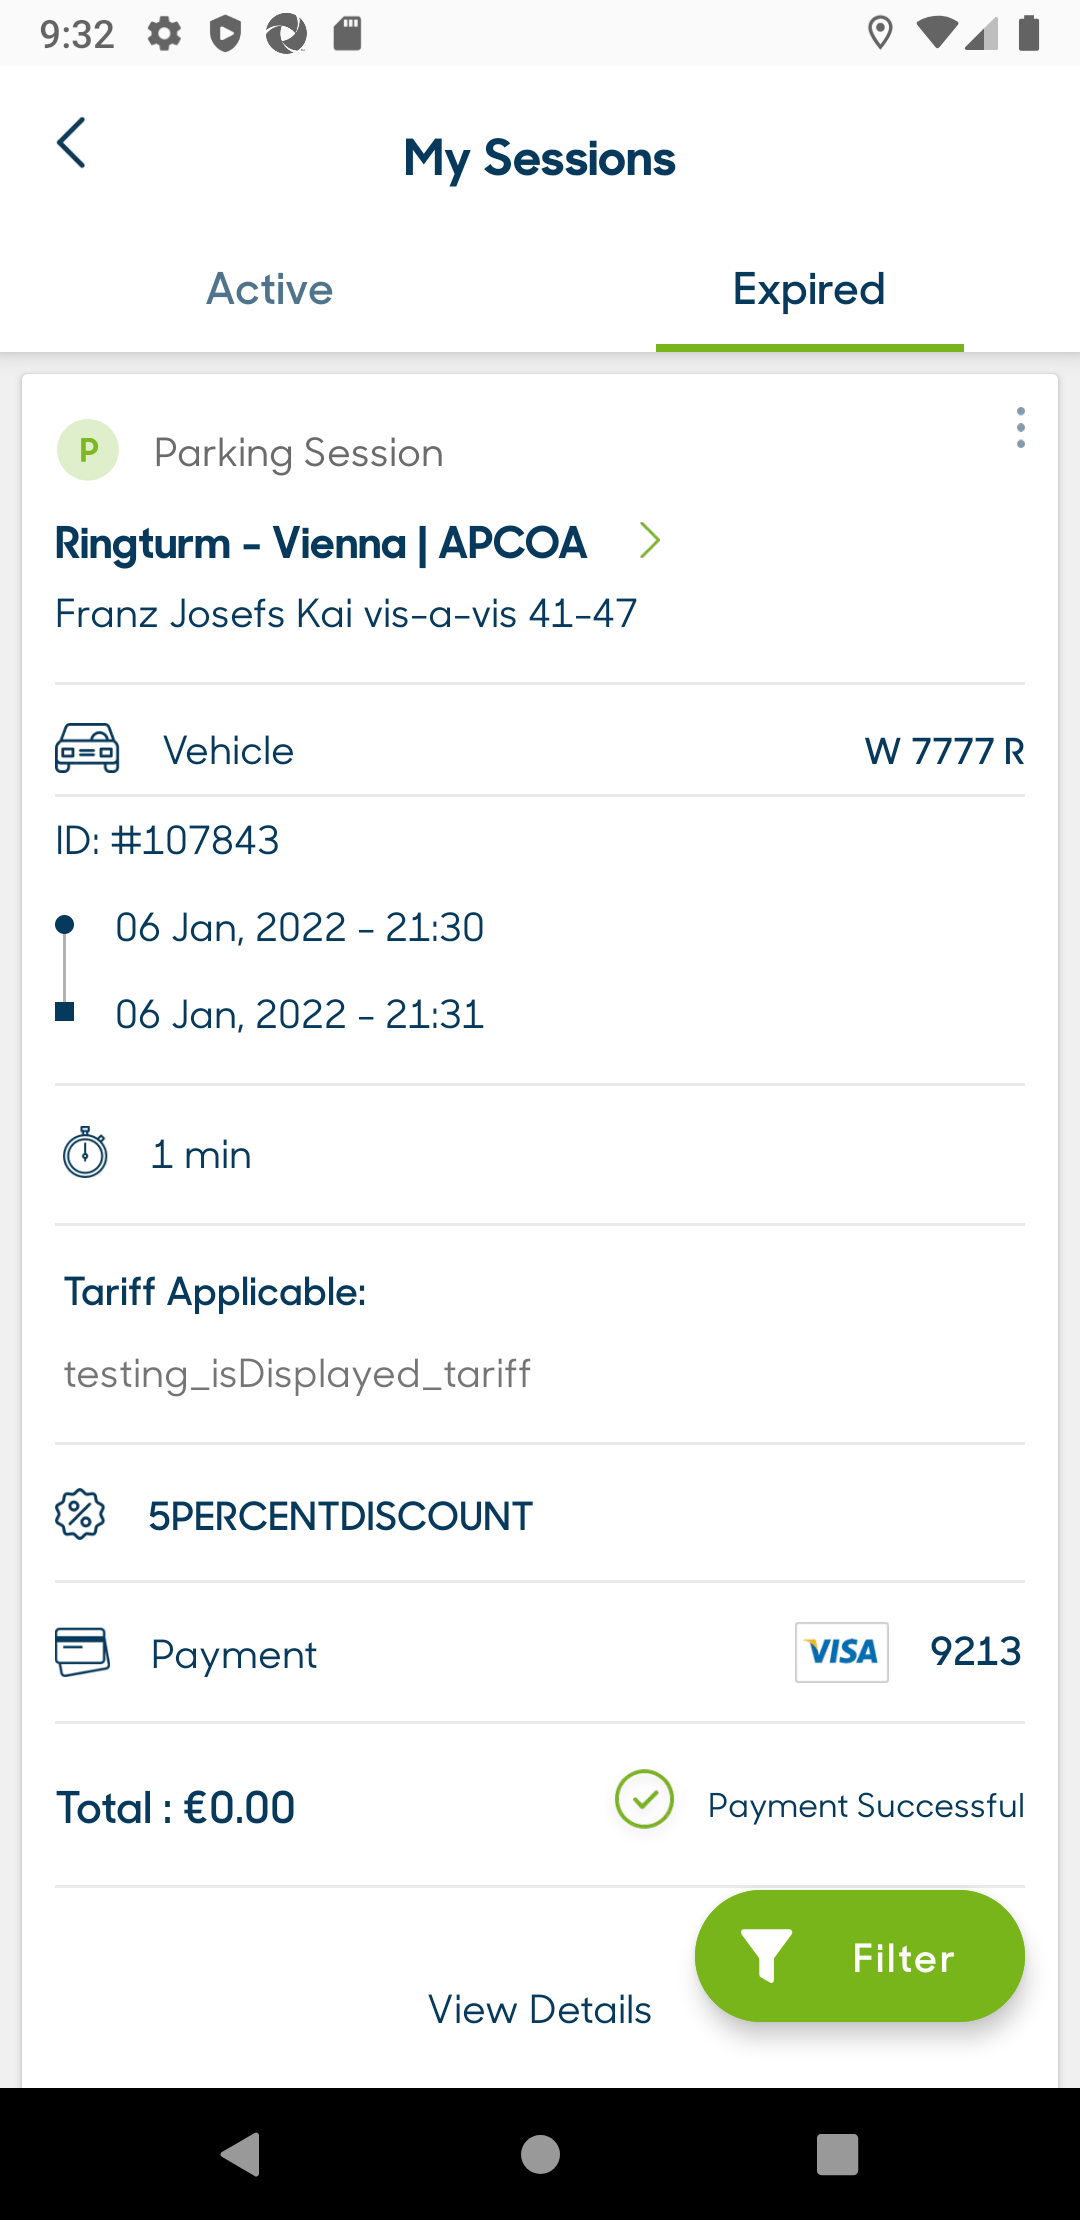 9:32
My Sessions
Active
Expired
P
Parking Session
Ringturm - Vienna | APCOA
Franz Josefs Kai vis-a-vis 41-47
Vehicle
W 7777 R
ID: #107843
06 Jan, 2022 - 21:30
06 Jan, 2022 - 21:31
1 min
Tariff Applicable:
testing_isDisplayed_tariff
5PERCENTDISCOUNT
Payment
VISA
9213
Total : €0.00
Payment Successful
Filter
View Details